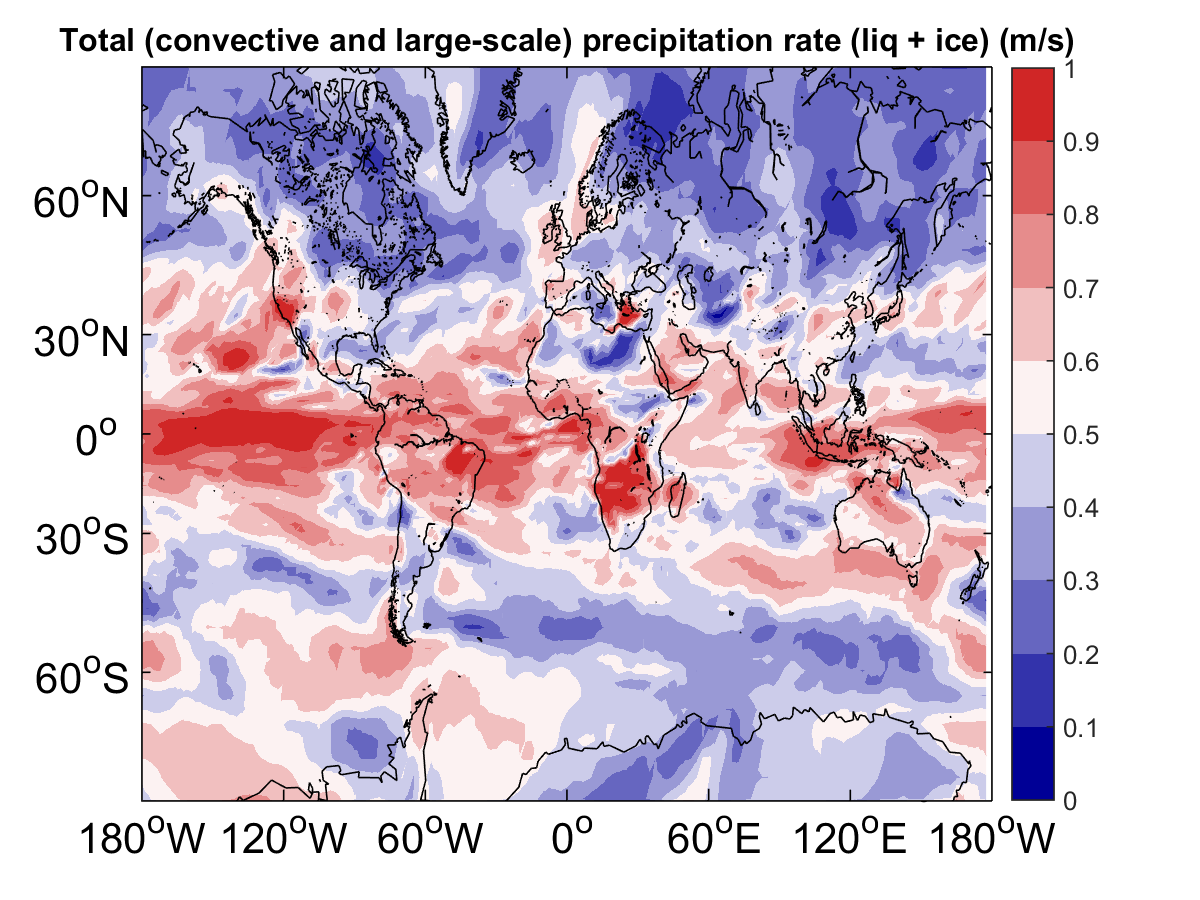 Total (convective and large-scale) precipitation rate (liq + ice) (m/s)
1
0.9
0.8
0.7
0.6
0.5
0.4
0.3
0.2
0.1
0
60°N
30°N
0°
30°S
60°S
180°W 120°W 60°W 0° 60°E 120°E 180°W